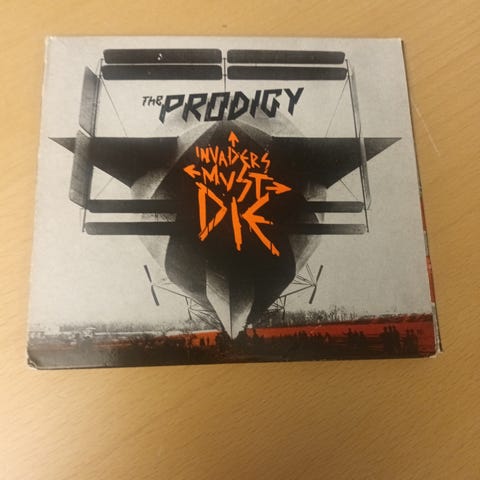 THE PRODIGY
INVADERS
MUST
DIE